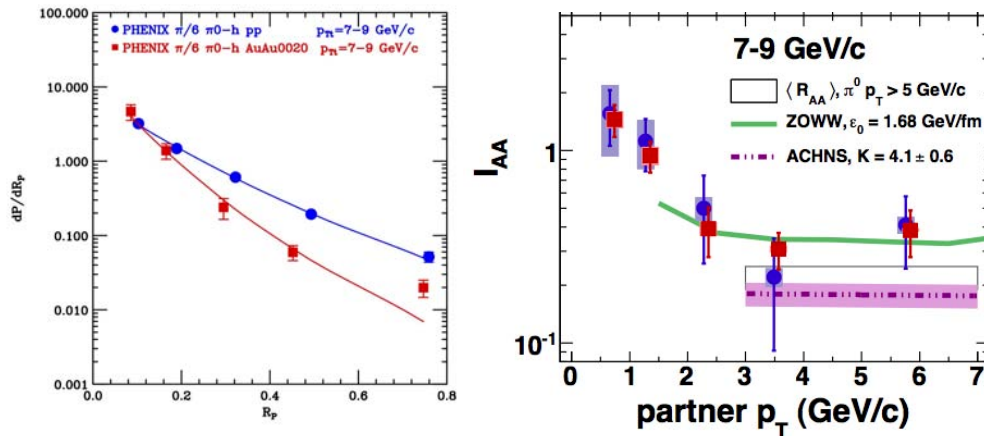 PHENIX π/6 π0-h pp pTt=7-9 GeV/c
PHENIX π/6 π0-h AuAu0020 pTt=7-9 GeV/c
100.000
10.000
1.000
0.100
0.010
0.001
dP/dRP
0.0 0.2 0.4 0.6 0.8
RP
7-9 GeV/c
⟨ RAA ⟩, π0 pT > 5 GeV/c
ZOWW, ε0 = 1.68 GeV/fm
ACHNS, K = 4.1 ± 0.6
IAA
1
10-1
0 1 2 3 4 5 6 7
partner pT (GeV/c)